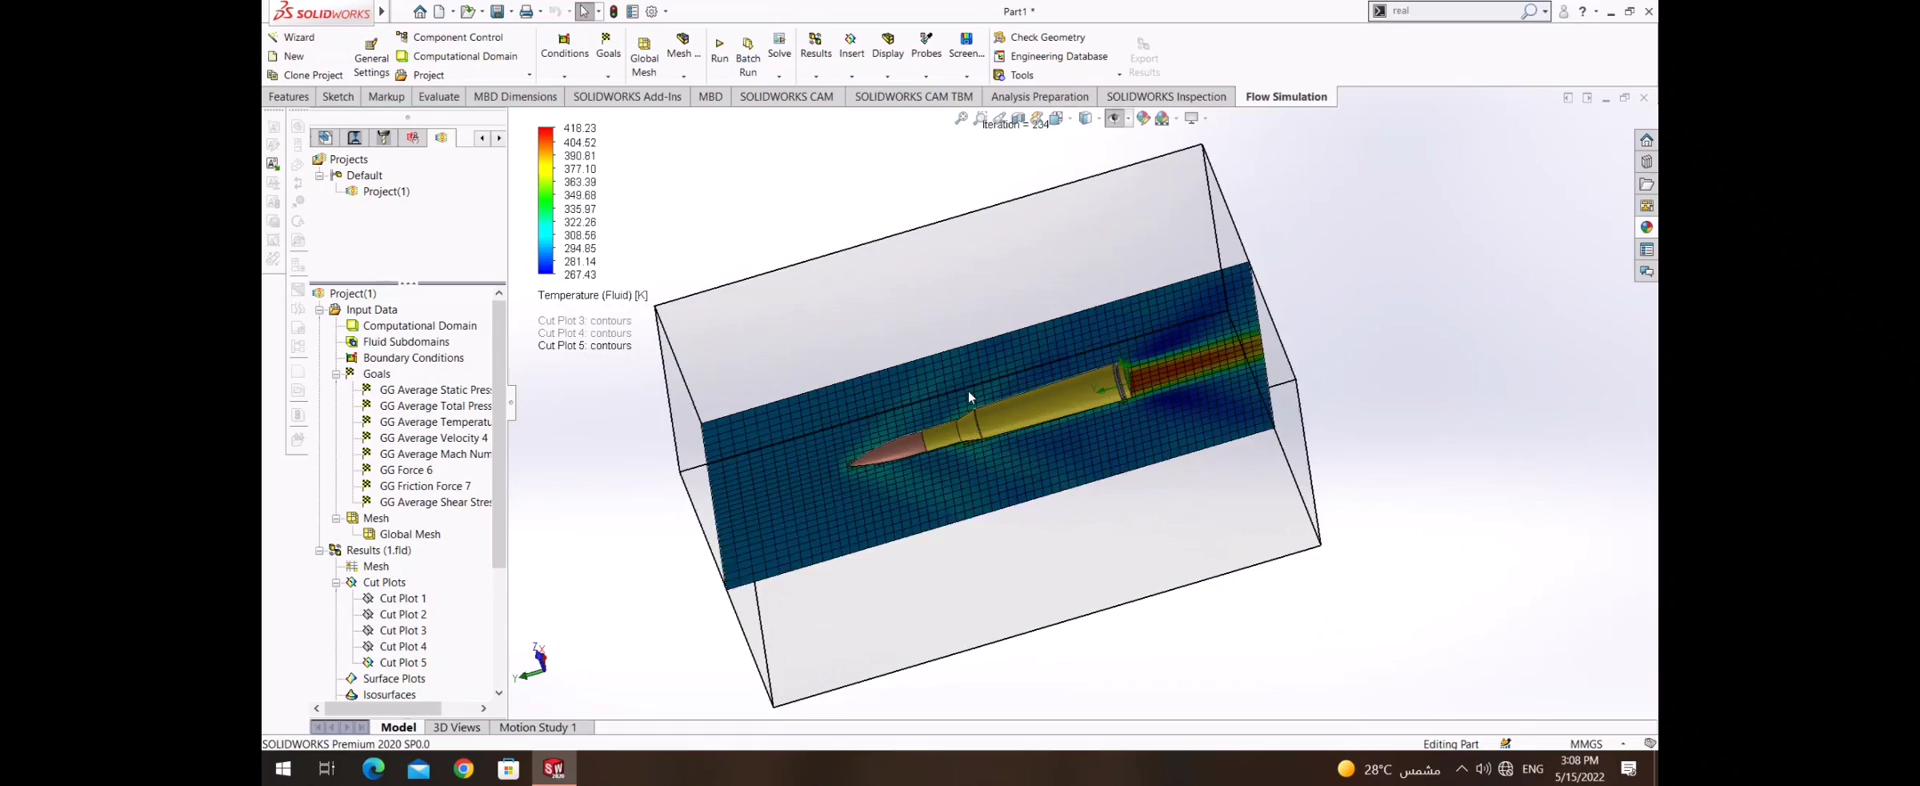 SOLIDWORKS
Part1 *
real
Wizard
New
Clone Project
General Settings
Component Control
Computational Domain
Project
Conditions
Goals
Global Mesh
Mesh ...
Run
Batch Run
Solve
Results
Insert
Display
Probes
Screen...
Check Geometry
Engineering Database
Tools
Export Results
Features
Sketch
Markup
Evaluate
MBD Dimensions
SOLIDWORKS Add-Ins
MBD
SOLIDWORKS CAM
SOLIDWORKS CAM TBM
Analysis Preparation
SOLIDWORKS Inspection
Flow Simulation
Projects
Default
Project(1)
Project(1)
Input Data
Computational Domain
Fluid Subdomains
Boundary Conditions
Goals
GG Average Static Pres
GG Average Total Press
GG Average Temperatu
GG Average Velocity 4
GG Average Mach Num
GG Force 6
GG Friction Force 7
GG Average Shear Stres
Mesh
Global Mesh
Results (1.fld)
Mesh
Cut Plots
Cut Plot 1
Cut Plot 2
Cut Plot 3
Cut Plot 4
Cut Plot 5
Surface Plots
Isosurfaces
Iteration = 234
418.23
404.52
390.81
377.10
363.39
349.68
335.97
322.26
308.56
294.85
281.14
267.43
Temperature (Fluid) [K]
Cut Plot 3: contours
Cut Plot 4: contours
Cut Plot 5: contours
Z
X
Y
Model
3D Views
Motion Study 1
SOLIDWORKS Premium 2020 SP0.0
Editing Part
MMGS
SW
2020
28°C مشمس
ENG
3:08 PM
5/15/2022